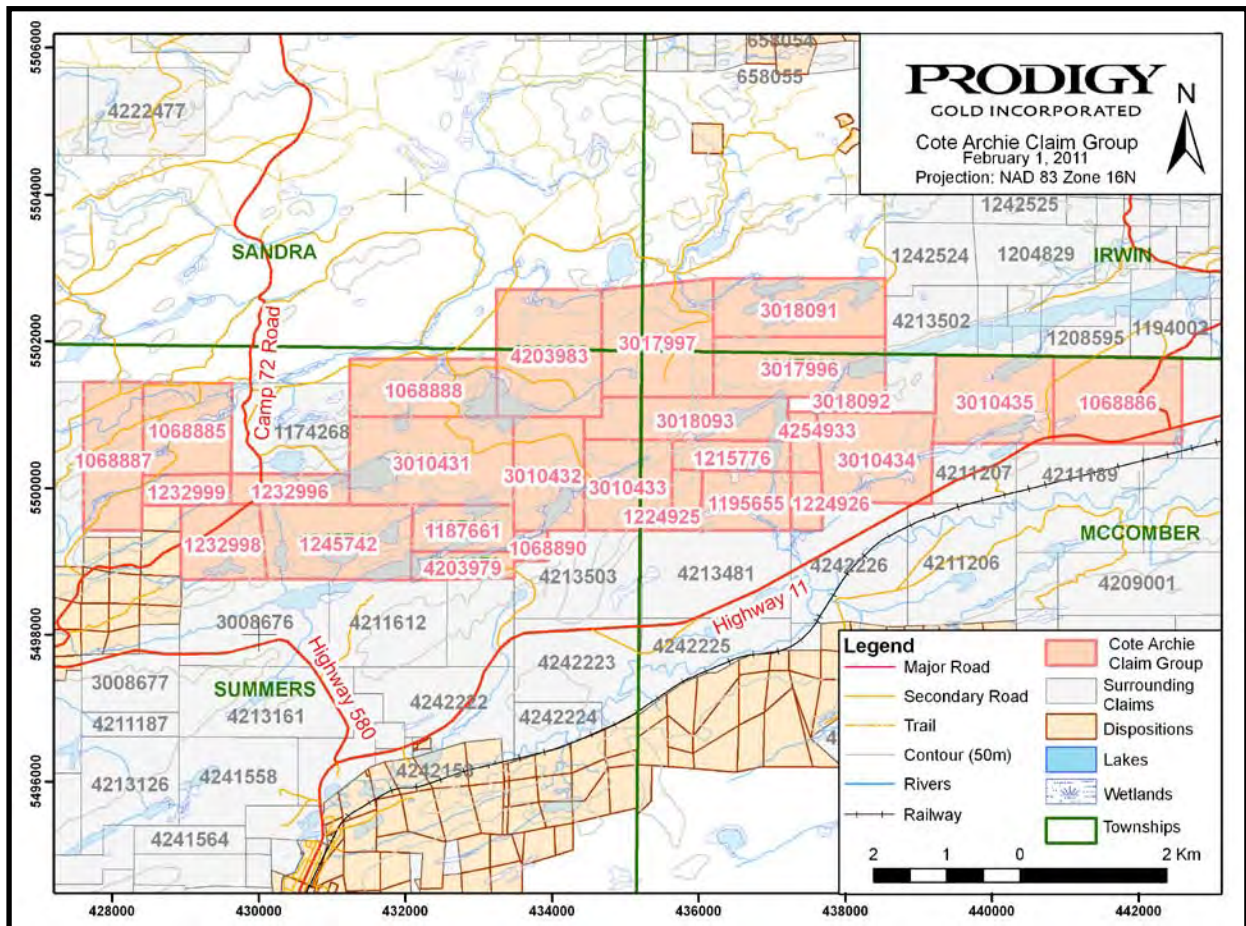 PRODIGY
GOLD INCORPORATED
Cote Archie Claim Group
February 1, 2011
Projection: NAD 83 Zone 16N
N
5506000
5504000
5502000
5500000
5498000
5496000
658054
658055
4222477
1242525
SANDRA
1242524
1204829
IRWIN
3018091
4213502
1208595
1194002
Camp 72 Road
4203983
3017997
3017996
1068888
3018092
3010435
1068886
1068885
1174268
3018093
4254933
1068887
3010431
3010432
1215776
3010434
4211207
4211189
1232999
1232996
3010433
1195655
1224926
1224925
1232998
1245742
1187661
1068890
MCCOMBER
4203979
4213503
4213481
4242226
4211206
4209001
3008676
4211612
Highway 11
Highway 580
4242225
4242223
3008677
SUMMERS
4211187
4213161
4242222
4242224
4213126
4241558
4242153
4241564
Legend
Major Road
Secondary Road
Trail
Contour (50m)
Rivers
Railway
Cote Archie
Claim Group
Surrounding
Claims
Dispositions
Lakes
Wetlands
Townships
2 1 0 2 Km
428000 430000 432000 434000 436000 438000 440000 442000